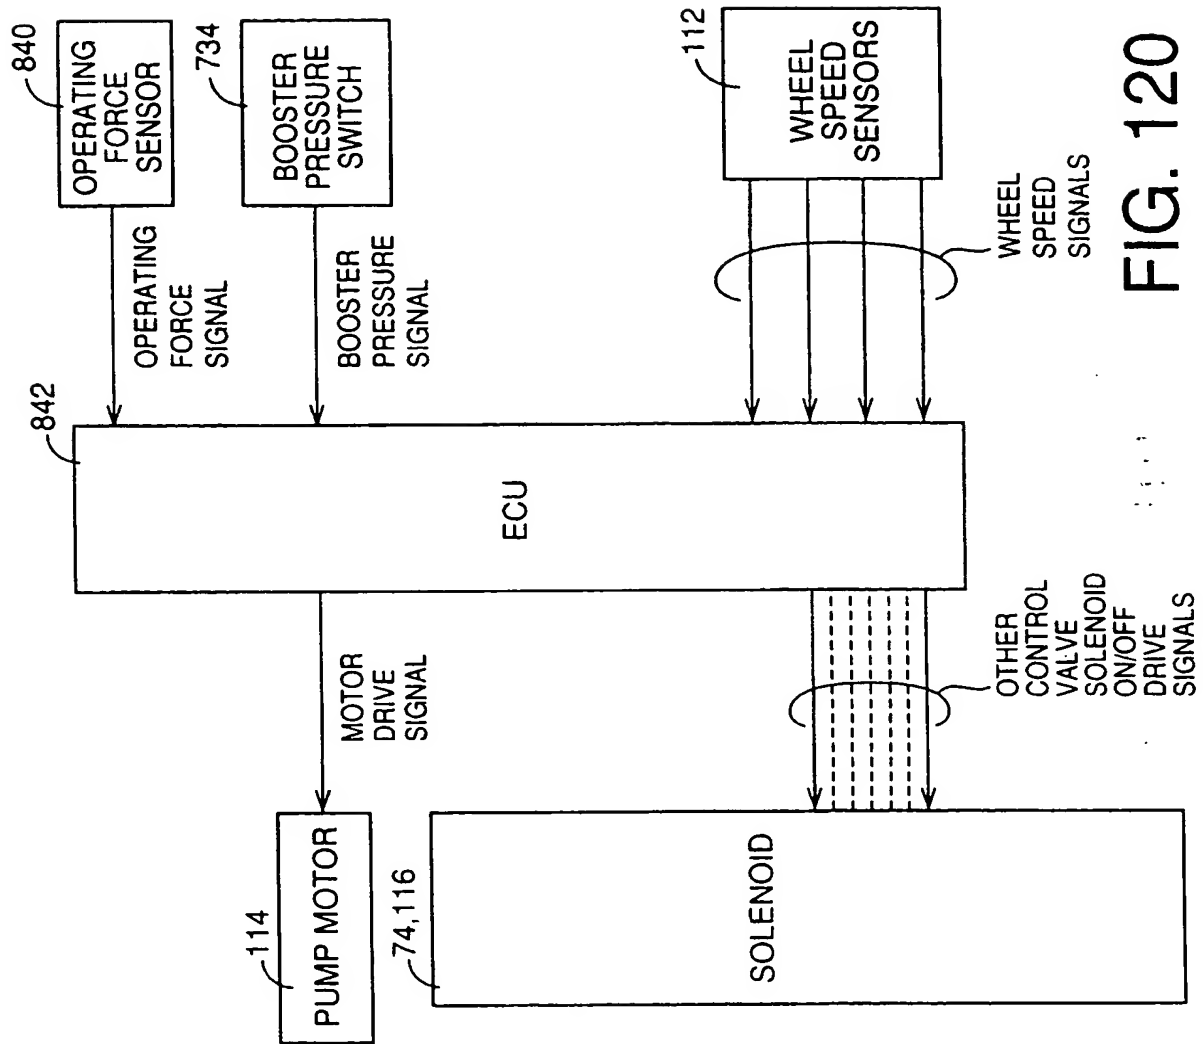 840
OPERATING
FORCE
SENSOR
734
BOOSTER
PRESSURE
SWITCH
112
WHEEL
SPEED
SENSORS
OPERATING
FORCE
SIGNAL
BOOSTER
PRESSURE
SIGNAL
WHEEL
SPEED
SIGNALS
842
ECU
MOTOR
DRIVE
SIGNAL
OTHER
CONTROL
VALVE
SOLENOID
ON/OFF
DRIVE
SIGNALS
114
PUMP MOTOR
74,116
SOLENOID
FIG. 120